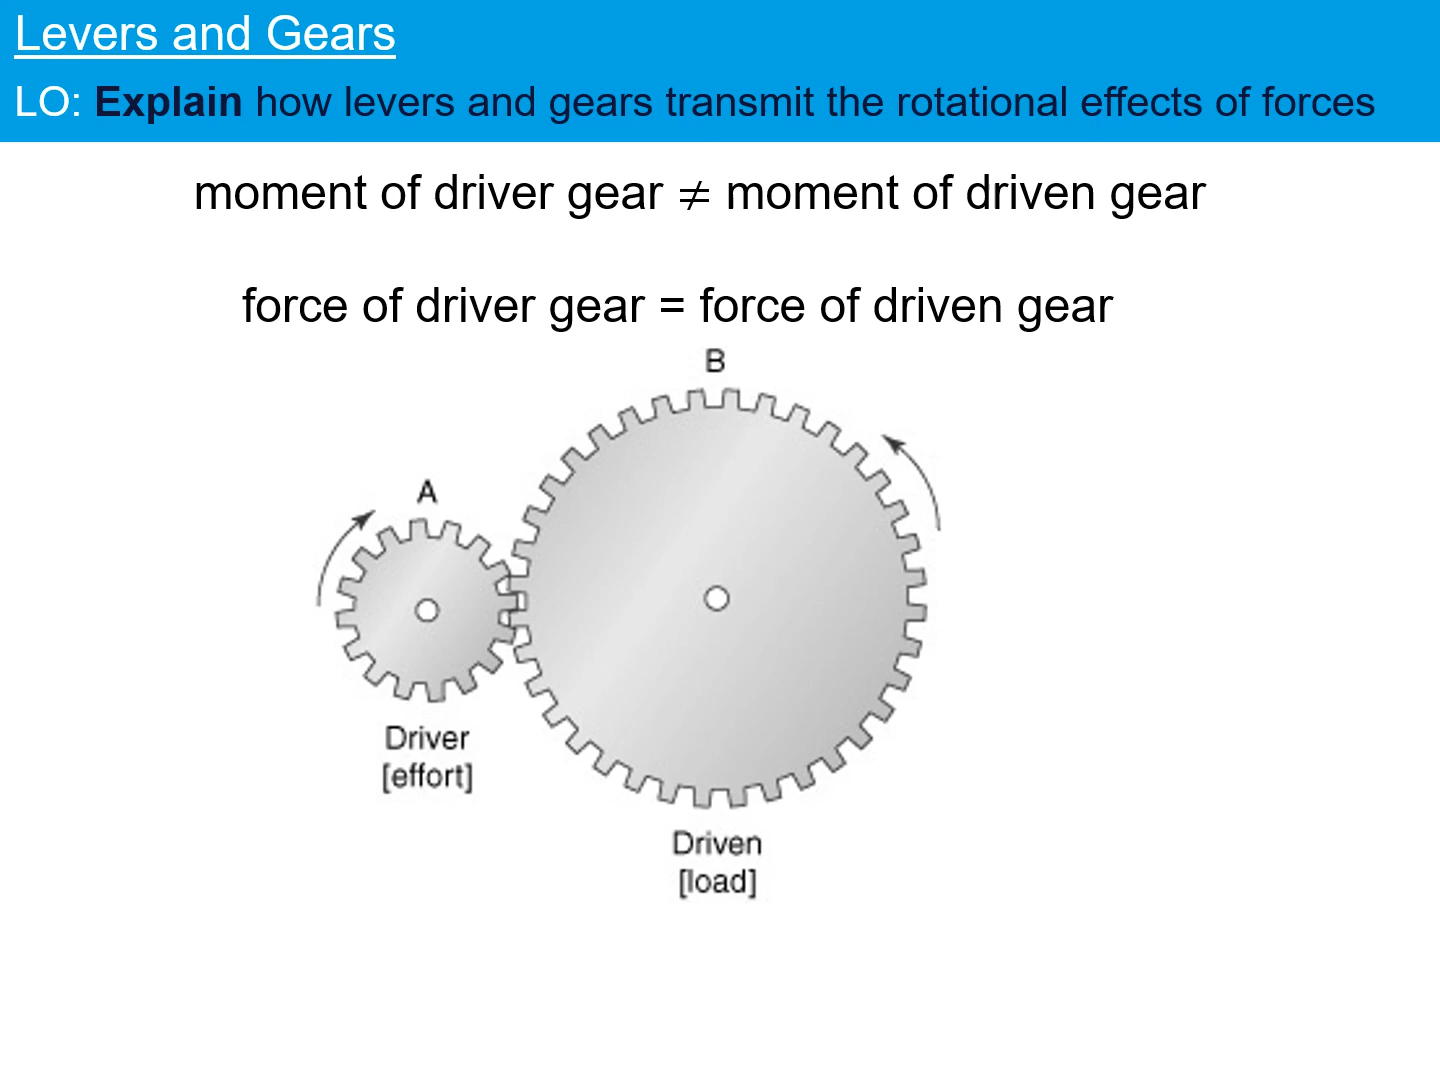 Levers and Gears
LO: Explain how levers and gears transmit the rotational effects of forces
moment of driver gear ≠ moment of driven gear
force of driver gear = force of driven gear
B
A
Driver
[effort]
Driven
[load]